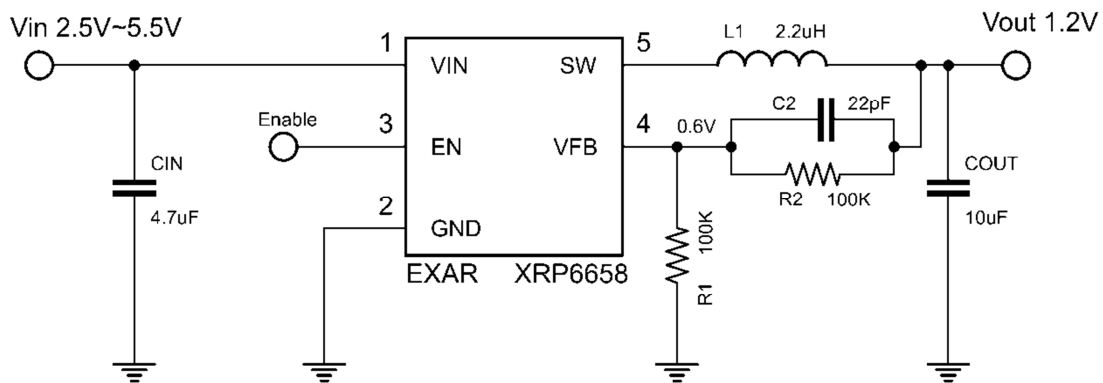 Vin 2.5V~5.5V
Vout 1.2V
1
5
L1 2.2uH
VIN
SW
C2 22pF
Enable
3
4
0.6V
EN
VFB
CIN
COUT
R2 100K
4.7uF
10uF
2
GND
100K
R1
EXAR XRP6658